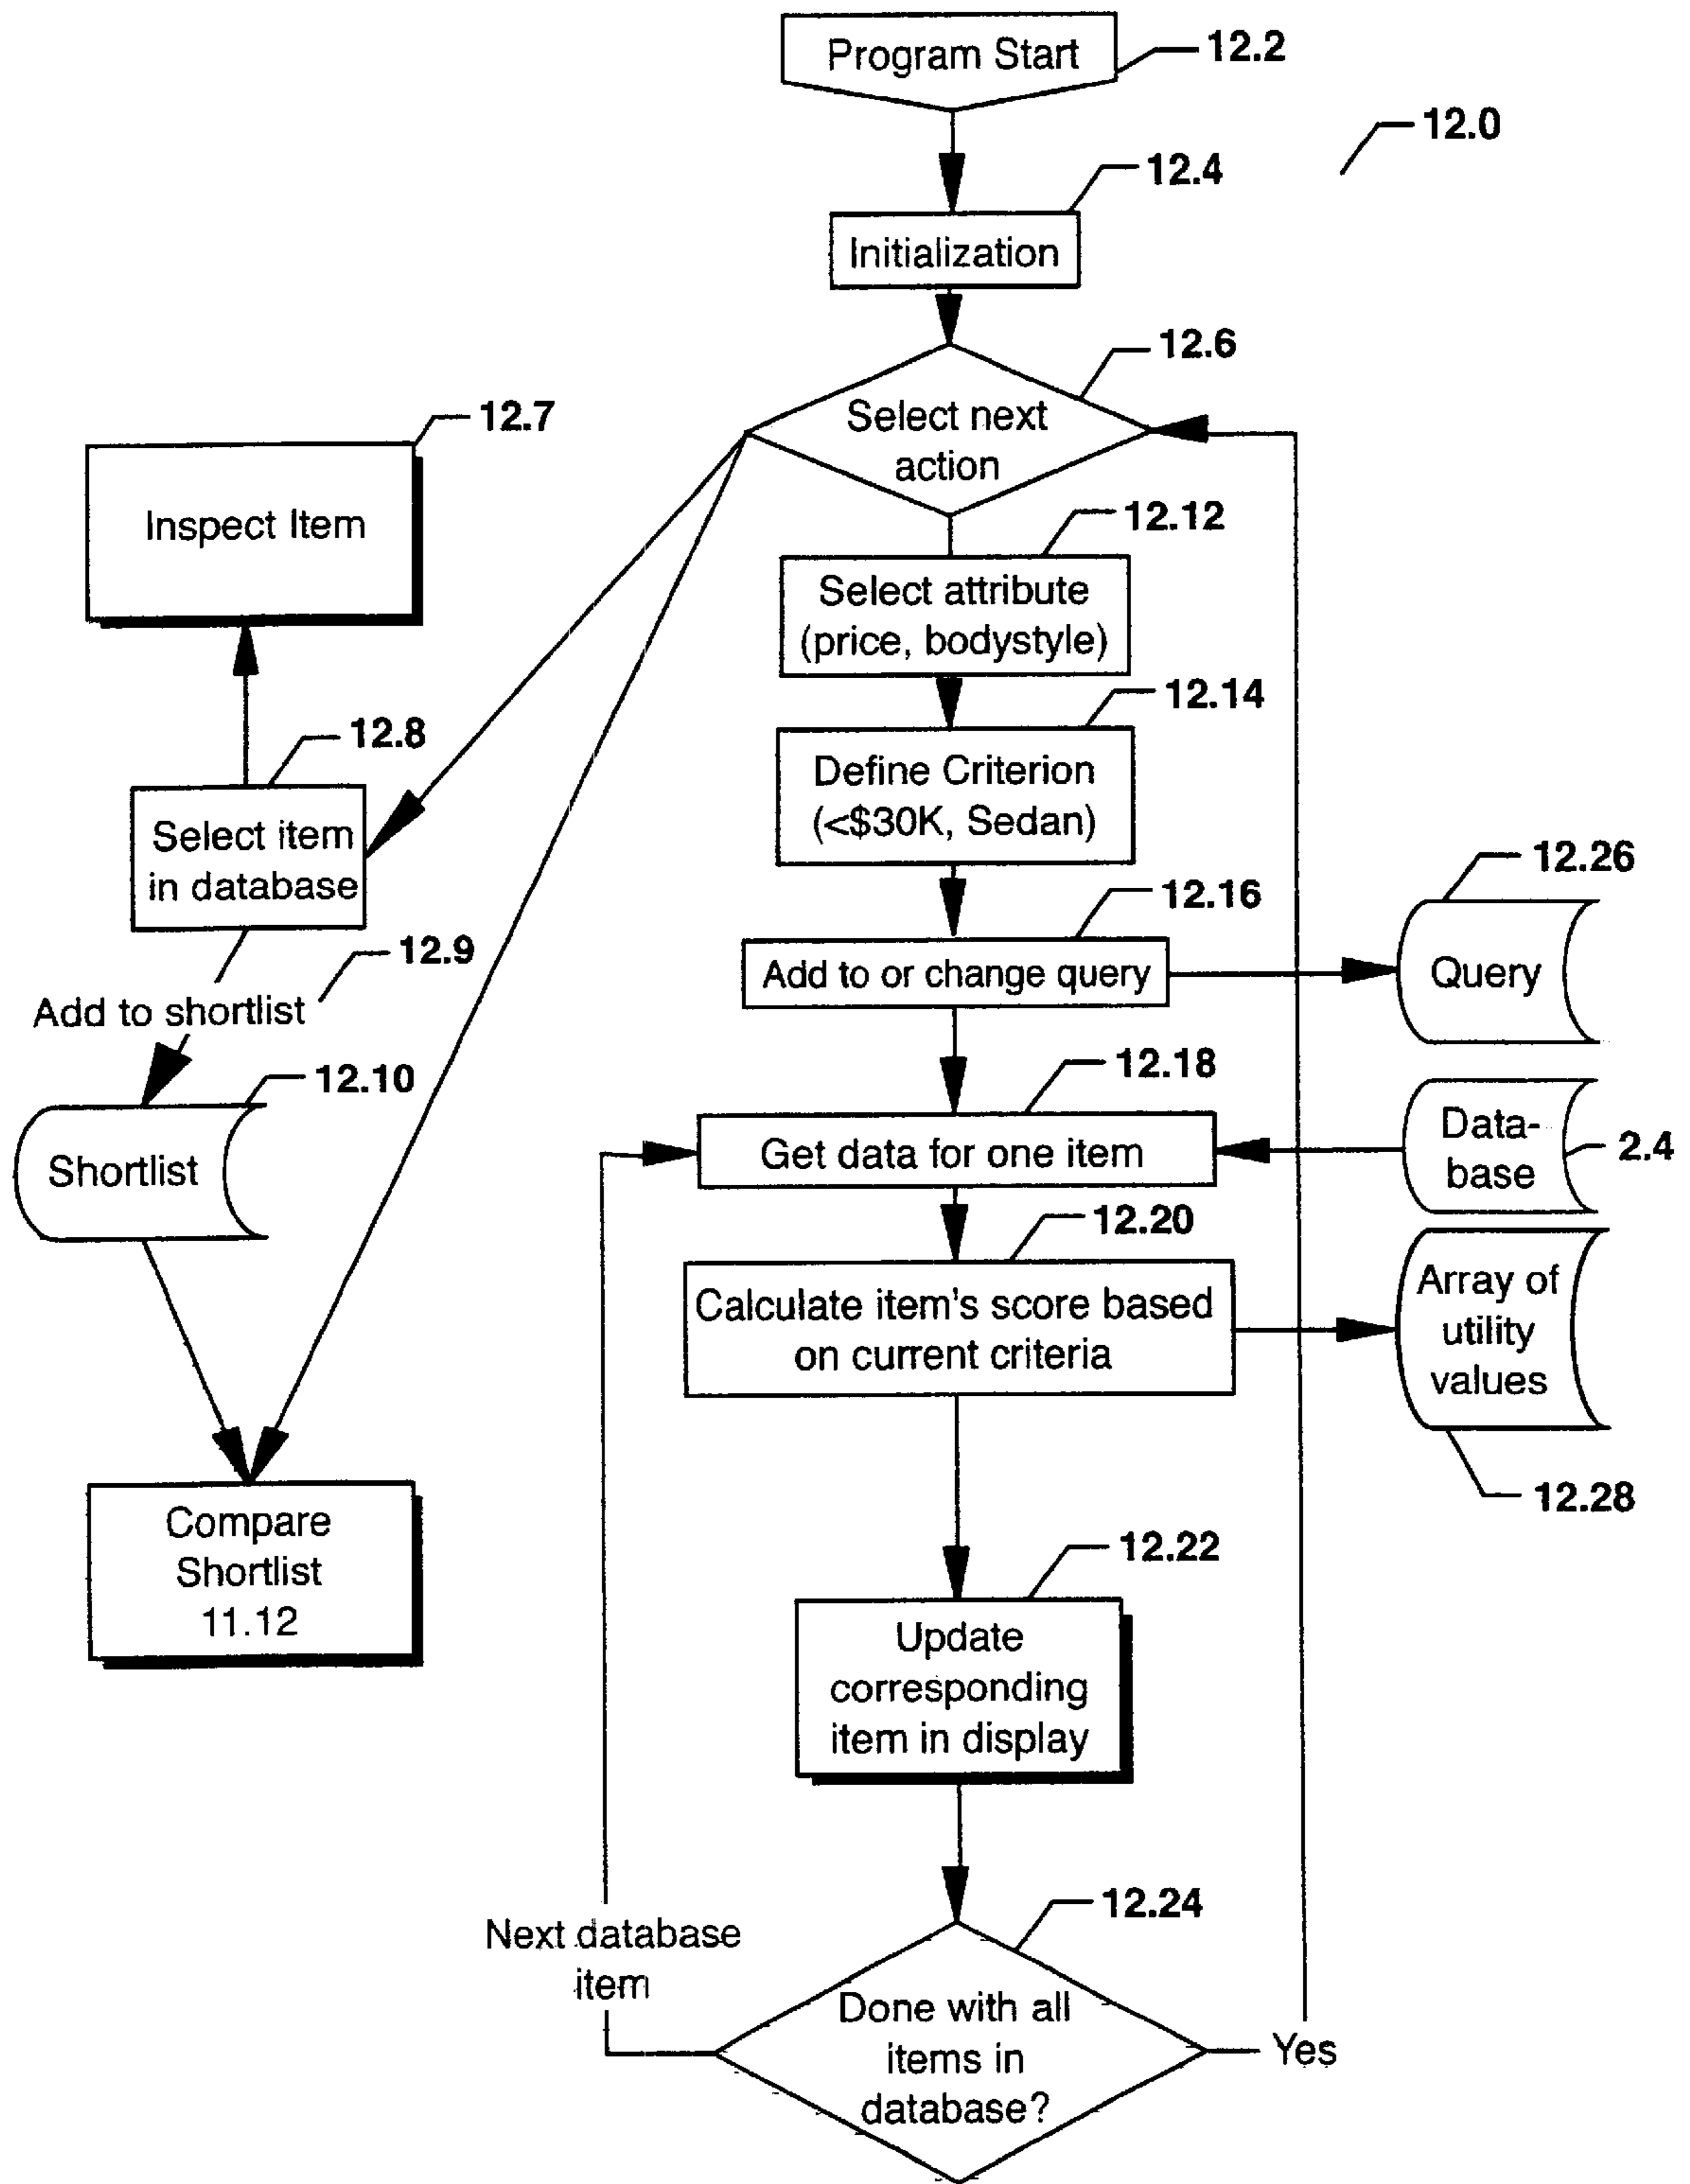 Program Start
12.2
12.0
12.4
Initialization
12.6
Select next
action
12.7
Inspect Item
12.12
Select attribute
(price, bodystyle)
12.14
Define Criterion
(<$30K, Sedan)
12.8
Select item
in database
12.9
Add to shortlist
12.10
Shortlist
12.16
Add to or change query
12.26
Query
12.18
Get data for one item
Data-
base
2.4
12.20
Calculate item's score based
on current criteria
Array of
utility
values
12.28
Compare
Shortlist
11.12
12.22
Update
corresponding
item in display
12.24
Next database
item
Done with all
items in
database?
Yes